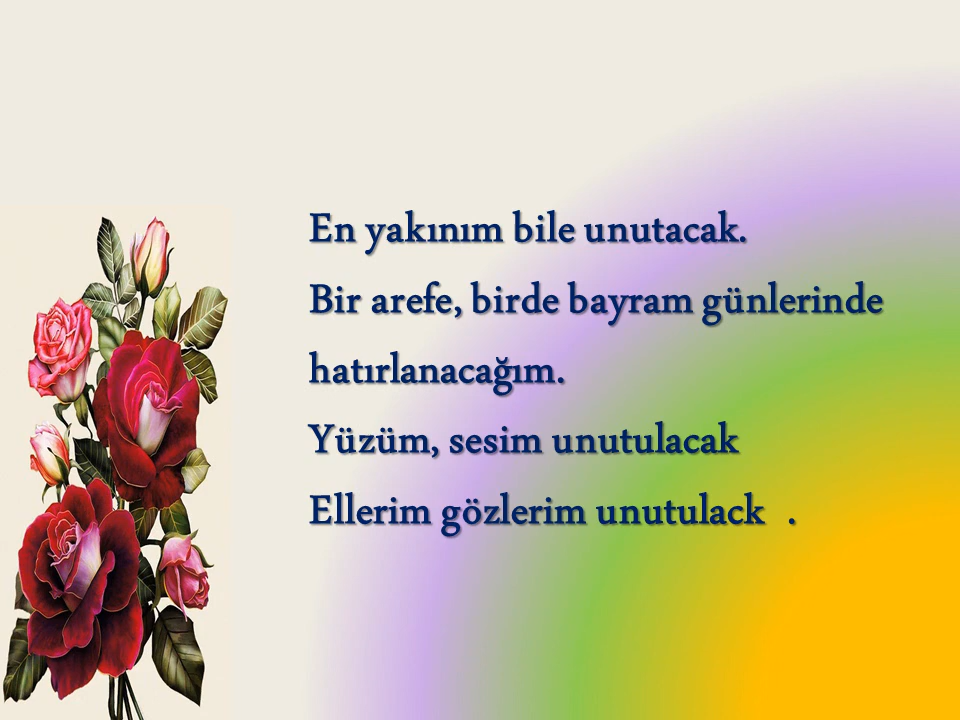 En yakınım bile unutacak.
Bir arefe, birde bayram günlerinde
hatırlanacağım.
Yüzüm, sesim unutulacak
Ellerim gözlerim unutulack .